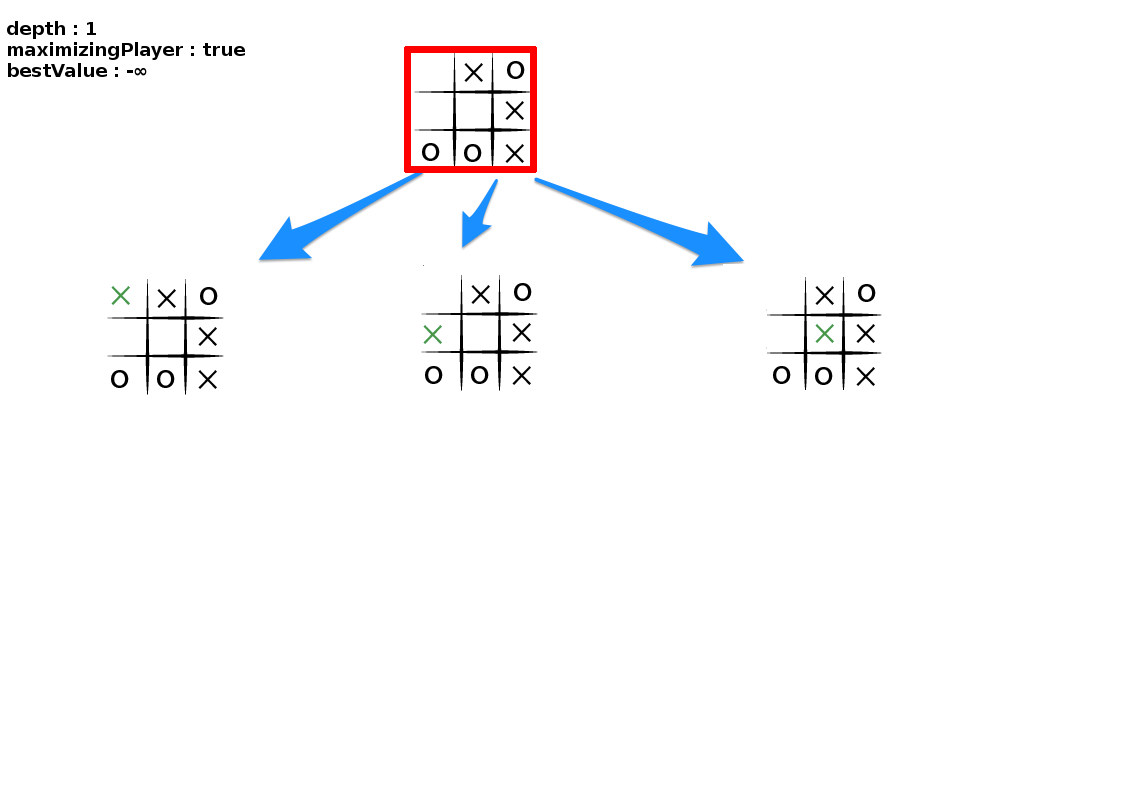 depth : 1
maximizingPlayer : true
bestValue : -∞
X O
X
O O X
X X O
X
O O X
X O
X X
O O X
X O
X X
O O X